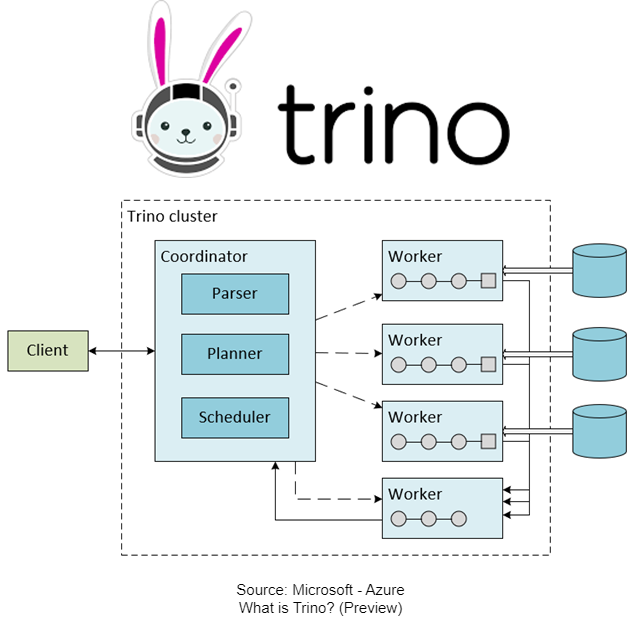 trino
Trino cluster
Coordinator
Parser
Planner
Scheduler
Client
Worker
Worker
Worker
Worker
Source: Microsoft - Azure
What is Trino? (Preview)